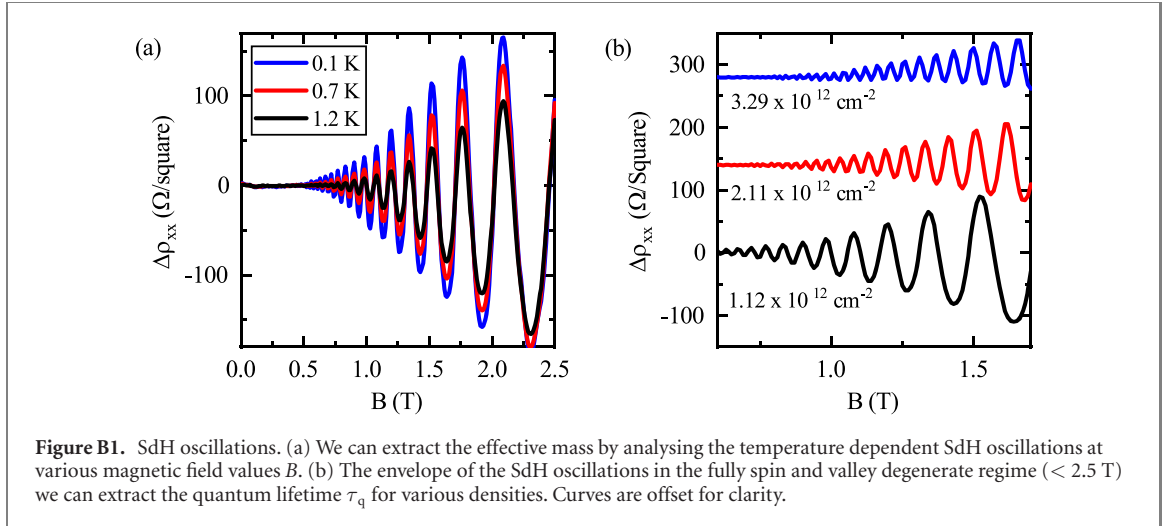 (a)
0.1 K
0.7 K
1.2 K
100
0
-100
Δρxx (Ω/square)
0.0 0.5 1.0 1.5 2.0 2.5
B (T)
(b)
300
200
100
0
-100
Δρxx (Ω/Square)
3.29 x 10^12 cm^-2
2.11 x 10^12 cm^-2
1.12 x 10^12 cm^-2
1.0 1.5
B (T)
Figure B1. SdH oscillations. (a) We can extract the effective mass by analysing the temperature dependent SdH oscillations at
various magnetic field values B. (b) The envelope of the SdH oscillations in the fully spin and valley degenerate regime (< 2.5 T)
we can extract the quantum lifetime τq for various densities. Curves are offset for clarity.